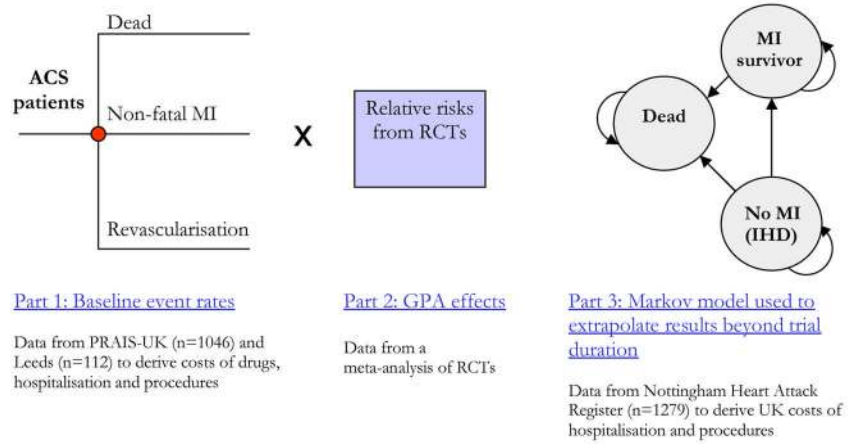 Dead
ACS
patients
Non-fatal MI
Revascularisation
X
Relative risks
from RCTs
MI
survivor
Dead
No MI
(IHD)
Part 1: Baseline event rates
Data from PRAIS-UK (n=1046) and
Leeds (n=112) to derive costs of drugs,
hospitalisation and procedures
Part 2: GPA effects
Data from a
meta-analysis of RCTs
Part 3: Markov model used to
extrapolate results beyond trial
duration
Data from Nottingham Heart Attack
Register (n=1279) to derive UK costs of
hospitalisation and procedures